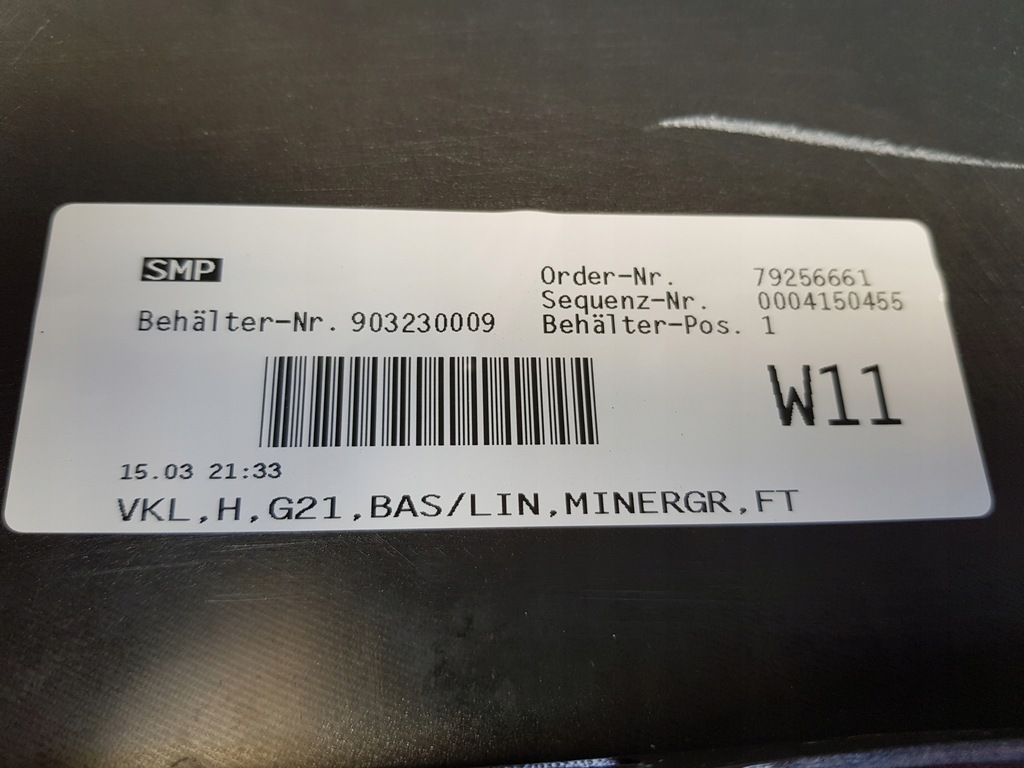 SMP
Order-Nr. 79256661
Sequenz-Nr. 0004150455
Behälter-Nr. 903230009 Behälter-Pos. 1
W11
15.03 21:33
VKL,H,G21,BAS/LIN,MINERGR,FT